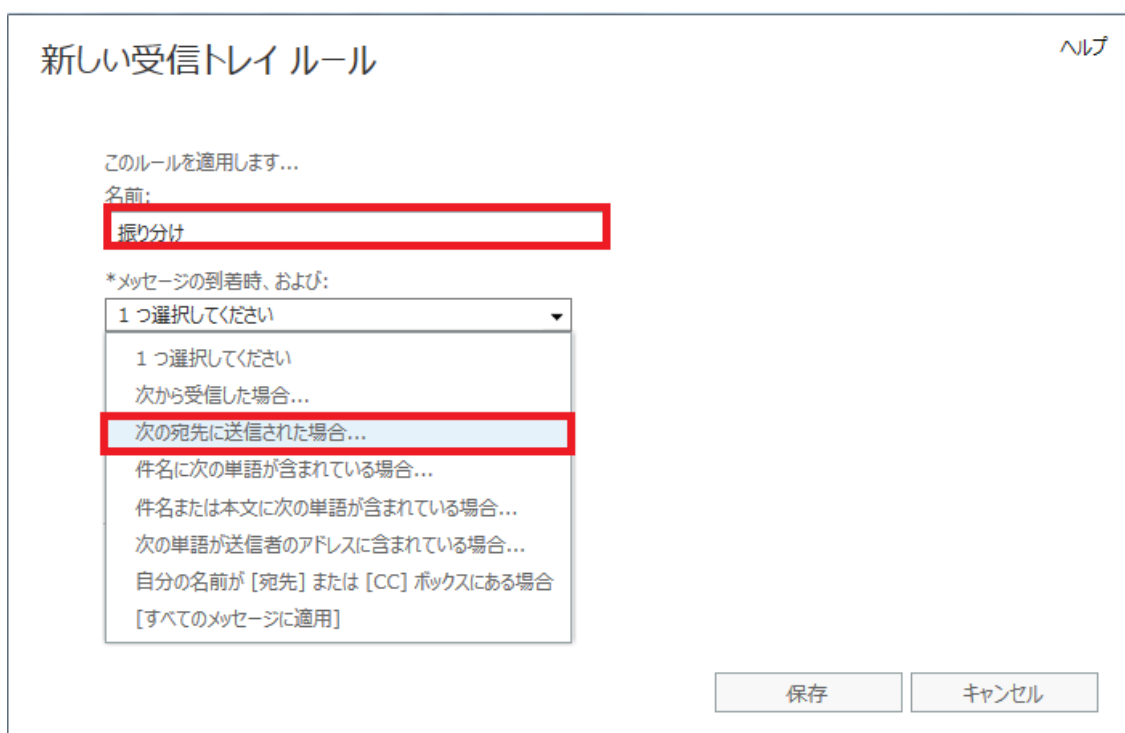 新しい受信トレイ ルール
ヘルプ
このルールを適用します...
名前:
振り分け
*メッセージの到着時、および:
1 つ選択してください
1 つ選択してください
次から受信した場合...
次の宛先に送信された場合...
件名に次の単語が含まれている場合...
件名または本文に次の単語が含まれている場合...
次の単語が送信者のアドレスに含まれている場合...
自分の名前が [宛先] または [CC] ボックスにある場合
[すべてのメッセージに適用]
保存
キャンセル